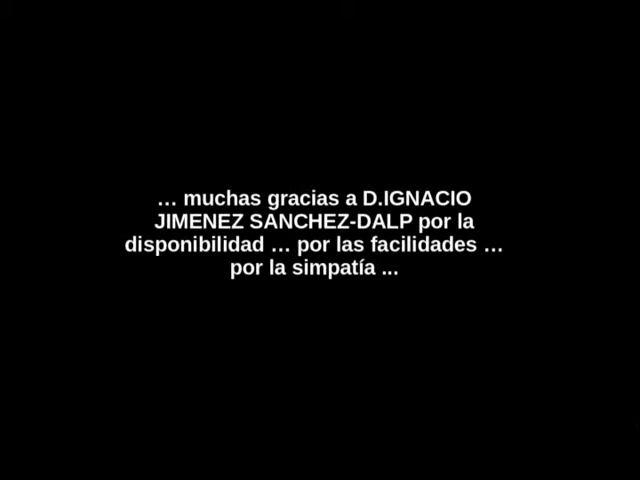 … muchas gracias a D.IGNACIO
JIMENEZ SANCHEZ-DALP por la
disponibilidad … por las facilidades …
por la simpatía ...